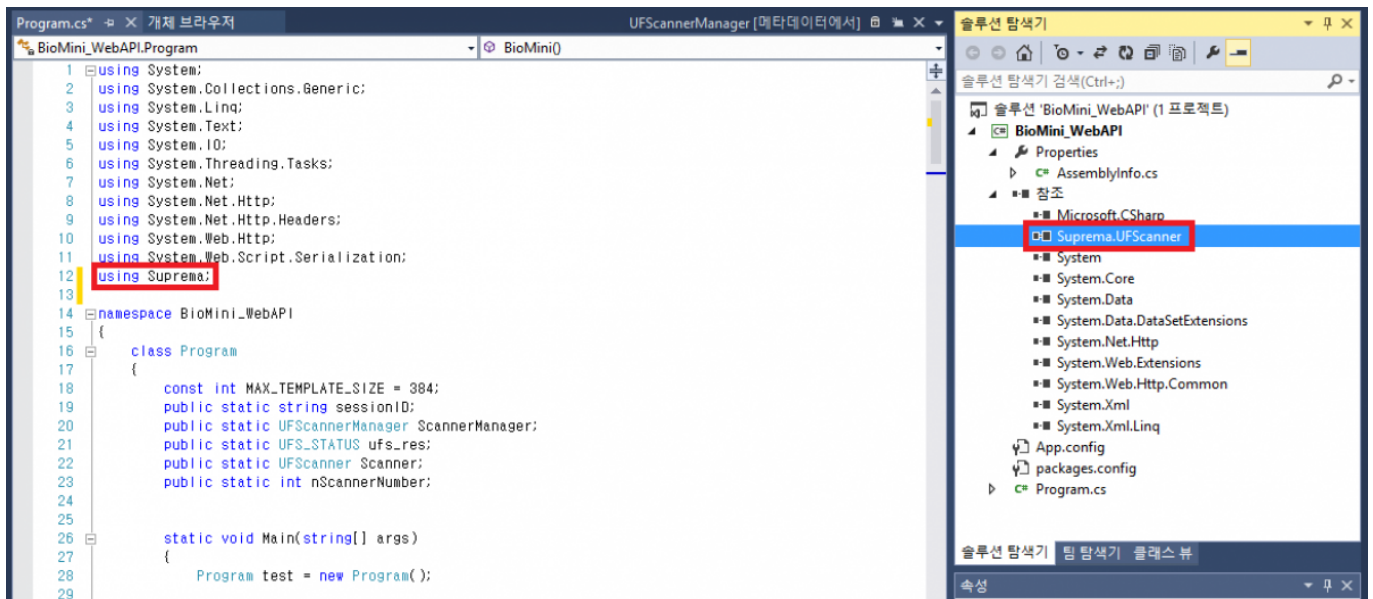 Program.cs* 개체 브라우저 UFScannerManager [메타데이터에서]
BioMini_WebAPI.Program BioMini()
1 using System;
2 using System.Collections.Generic;
3 using System.Linq;
4 using System.Text;
5 using System.IO;
6 using System.Threading.Tasks;
7 using System.Net;
8 using System.Net.Http;
9 using System.Net.Http.Headers;
10 using System.Web.Http;
11 using System.Web.Script.Serialization;
12 using Suprema;
13
14 namespace BioMini_WebAPI
15 {
16 class Program
17 {
18 const int MAX_TEMPLATE_SIZE = 384;
19 public static string sessionID;
20 public static UFScannerManager ScannerManager;
21 public static UFS_STATUS ufs_res;
22 public static UFScanner Scanner;
23 public static int nScannerNumber;
24
25
26 static void Main(string[] args)
27 {
28 Program test = new Program();
29
솔루션 탐색기
솔루션 탐색기 검색(Ctrl+;)
솔루션 'BioMini_WebAPI' (1 프로젝트)
C# BioMini_WebAPI
Properties
C# AssemblyInfo.cs
참조
Microsoft.CSharp
Suprema.UFScanner
System
System.Core
System.Data
System.Data.DataSetExtensions
System.Net.Http
System.Web.Extensions
System.Web.Http.Common
System.Xml
System.Xml.Linq
App.config
packages.config
C# Program.cs
솔루션 탐색기 팀 탐색기 클래스 뷰
속성